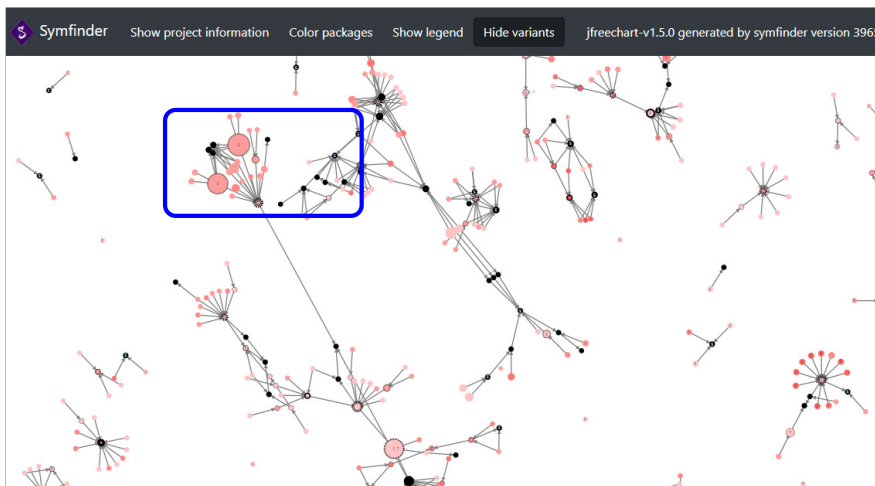 Symfinder Show project information Color packages Show legend Hide variants jfreechart-v1.5.0 generated by symfinder version